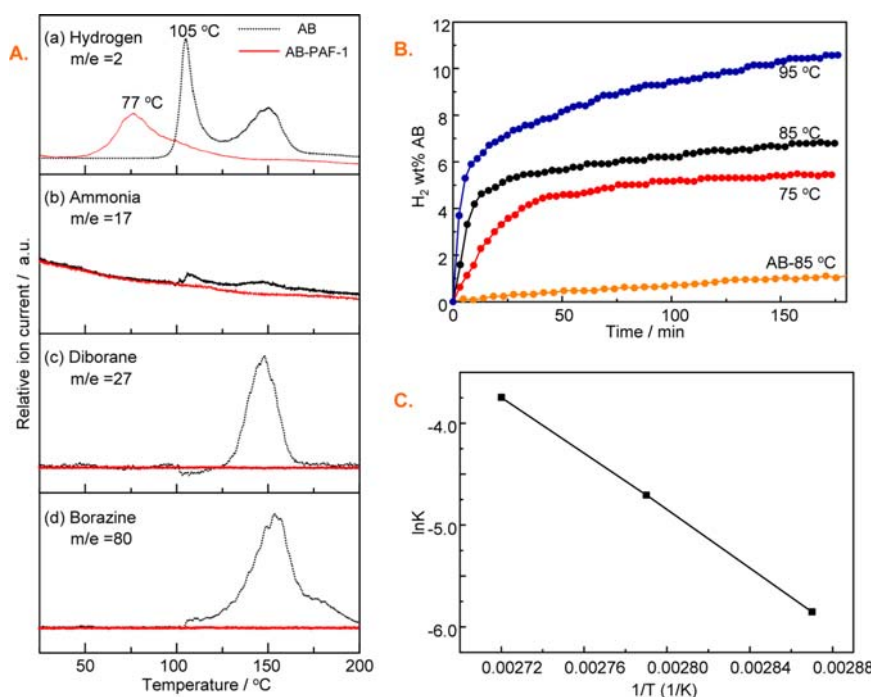 A.
(a) Hydrogen
m/e =2
105 °C
AB
AB-PAF-1
77 °C
(b) Ammonia
m/e =17
(c) Diborane
m/e =27
(d) Borazine
m/e =80
Relative ion current / a.u.
50 100 150 200
Temperature / °C
B.
12
10
8
6
4
2
0
H2 wt% AB
95 °C
85 °C
75 °C
AB-85 °C
0 50 100 150
Time / min
C.
-4.0
-5.0
-6.0
lnK
0.00272 0.00276 0.00280 0.00284 0.00288
1/T (1/K)